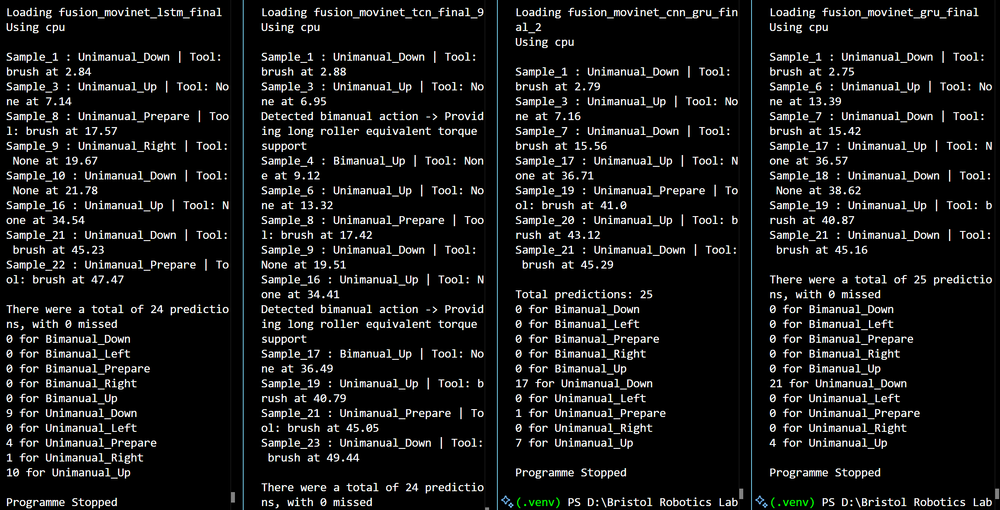 Loading fusion_movinet_lstm_final
Using cpu
Sample_1 : Unimanual_Down | Tool:
brush at 2.84
Sample_3 : Unimanual_Up | Tool: No
ne at 7.14
Sample_8 : Unimanual_Prepare | Too
l: brush at 17.57
Sample_9 : Unimanual_Right | Tool:
None at 19.67
Sample_10 : Unimanual_Down | Tool:
None at 21.78
Sample_16 : Unimanual_Up | Tool: N
one at 34.54
Sample_21 : Unimanual_Down | Tool:
brush at 45.23
Sample_22 : Unimanual_Prepare | To
ol: brush at 47.47
There were a total of 24 predictio
ns, with 0 missed
0 for Bimanual_Down
0 for Bimanual_Left
0 for Bimanual_Prepare
0 for Bimanual_Right
0 for Bimanual_Up
9 for Unimanual_Down
0 for Unimanual_Left
4 for Unimanual_Prepare
1 for Unimanual_Right
10 for Unimanual_Up
Programme Stopped
Loading fusion_movinet_tcn_final_9
Using cpu
Sample_1 : Unimanual_Down | Tool:
brush at 2.88
Sample_3 : Unimanual_Up | Tool: No
ne at 6.95
Detected bimanual action -> Provid
ing long roller equivalent torque
support
Sample_4 : Bimanual_Up | Tool: Non
e at 9.12
Sample_6 : Unimanual_Up | Tool: No
ne at 13.32
Sample_8 : Unimanual_Prepare | Too
l: brush at 17.42
Sample_9 : Unimanual_Down | Tool:
None at 19.51
Sample_16 : Unimanual_Up | Tool: N
one at 34.41
Detected bimanual action -> Provid
ing long roller equivalent torque
support
Sample_17 : Bimanual_Up | Tool: No
ne at 36.49
Sample_19 : Unimanual_Up | Tool: b
rush at 40.79
Sample_21 : Unimanual_Prepare | To
ol: brush at 45.05
Sample_23 : Unimanual_Down | Tool:
brush at 49.44
There were a total of 24 predictio
ns, with 0 missed
Loading fusion_movinet_cnn_gru_fin
al_2
Using cpu
Sample_1 : Unimanual_Down | Tool:
brush at 2.79
Sample_3 : Unimanual_Up | Tool: No
ne at 7.16
Sample_7 : Unimanual_Down | Tool:
brush at 15.56
Sample_17 : Unimanual_Up | Tool: N
one at 36.71
Sample_19 : Unimanual_Prepare | To
ol: brush at 41.0
Sample_20 : Unimanual_Up | Tool: b
rush at 43.12
Sample_21 : Unimanual_Down | Tool:
brush at 45.29
Total predictions: 25
0 for Bimanual_Down
0 for Bimanual_Left
0 for Bimanual_Prepare
0 for Bimanual_Right
0 for Bimanual_Up
17 for Unimanual_Down
0 for Unimanual_Left
1 for Unimanual_Prepare
0 for Unimanual_Right
7 for Unimanual_Up
Programme Stopped
(.venv) PS D:\Bristol Robotics Lab
Loading fusion_movinet_gru_final
Using cpu
Sample_1 : Unimanual_Down | Tool:
brush at 2.75
Sample_6 : Unimanual_Up | Tool: No
ne at 13.39
Sample_7 : Unimanual_Down | Tool:
brush at 15.42
Sample_17 : Unimanual_Up | Tool: N
one at 36.57
Sample_18 : Unimanual_Down | Tool:
None at 38.62
Sample_19 : Unimanual_Up | Tool: b
rush at 40.87
Sample_21 : Unimanual_Down | Tool:
brush at 45.16
There were a total of 25 predictio
ns, with 0 missed
0 for Bimanual_Down
0 for Bimanual_Left
0 for Bimanual_Prepare
0 for Bimanual_Right
0 for Bimanual_Up
21 for Unimanual_Down
0 for Unimanual_Left
0 for Unimanual_Prepare
0 for Unimanual_Right
4 for Unimanual_Up
Programme Stopped
(.venv) PS D:\Bristol Robotics Lab